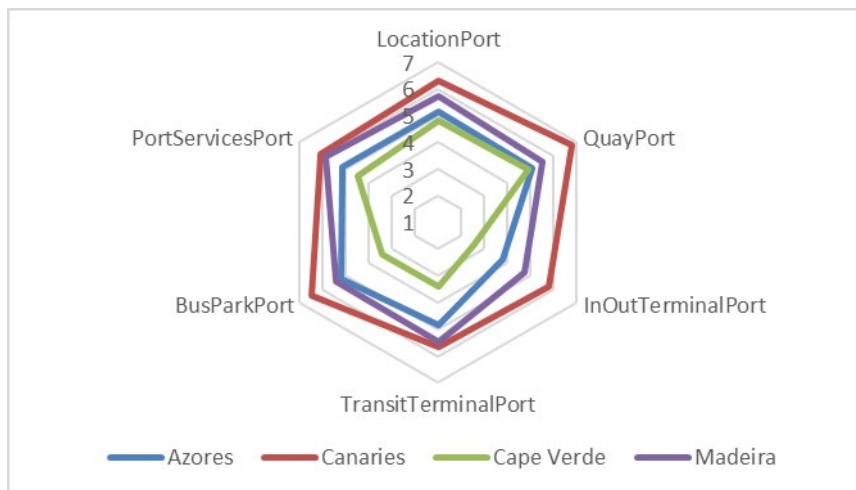 LocationPort
7
6
5
4
3
2
1
PortServicesPort
QuayPort
BusParkPort
InOutTerminalPort
TransitTerminalPort
Azores Canaries Cape Verde Madeira